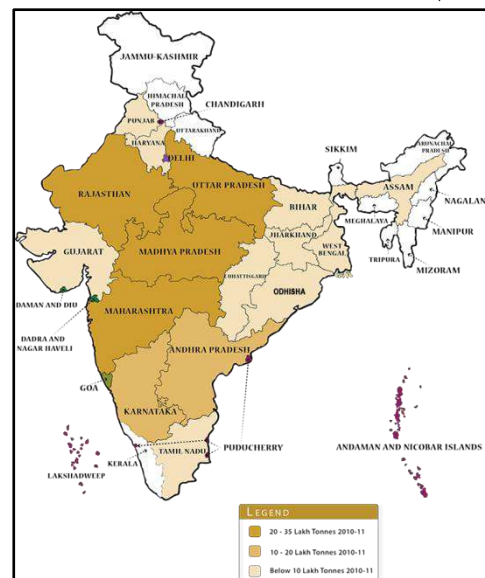 JAMMU-KASHMIR
HIMACHAL
PRADESH
CHANDIGARH
PUNJAB
UTTARAKHAND
HARYANA
DELHI
SIKKIM
ARUNACHAL
PRADESH
RAJASTHAN
UTTAR PRADESH
ASSAM
BIHAR
NAGALAN
MEGHALAYA
MANIPUR
JHARKHAND
WEST
BENGAL
TRIPURA
MIZORAM
GUJARAT
MADHYA PRADESH
CHHATTISGARH
ODHISHA
DAMAN AND DIU
MAHARASHTRA
DADRA AND
NAGAR HAVELI
ANDHRA PRADESH
GOA
KARNATAKA
PUDUCHERRY
ANDAMAN AND NICOBAR ISLANDS
TAMIL NADU
KERALA
LAKSHADWEEP
LEGEND
20 - 35 Lakh Tonnes 2010-11
10 - 20 Lakh Tonnes 2010-11
Below 10 Lakh Tonnes 2010-11